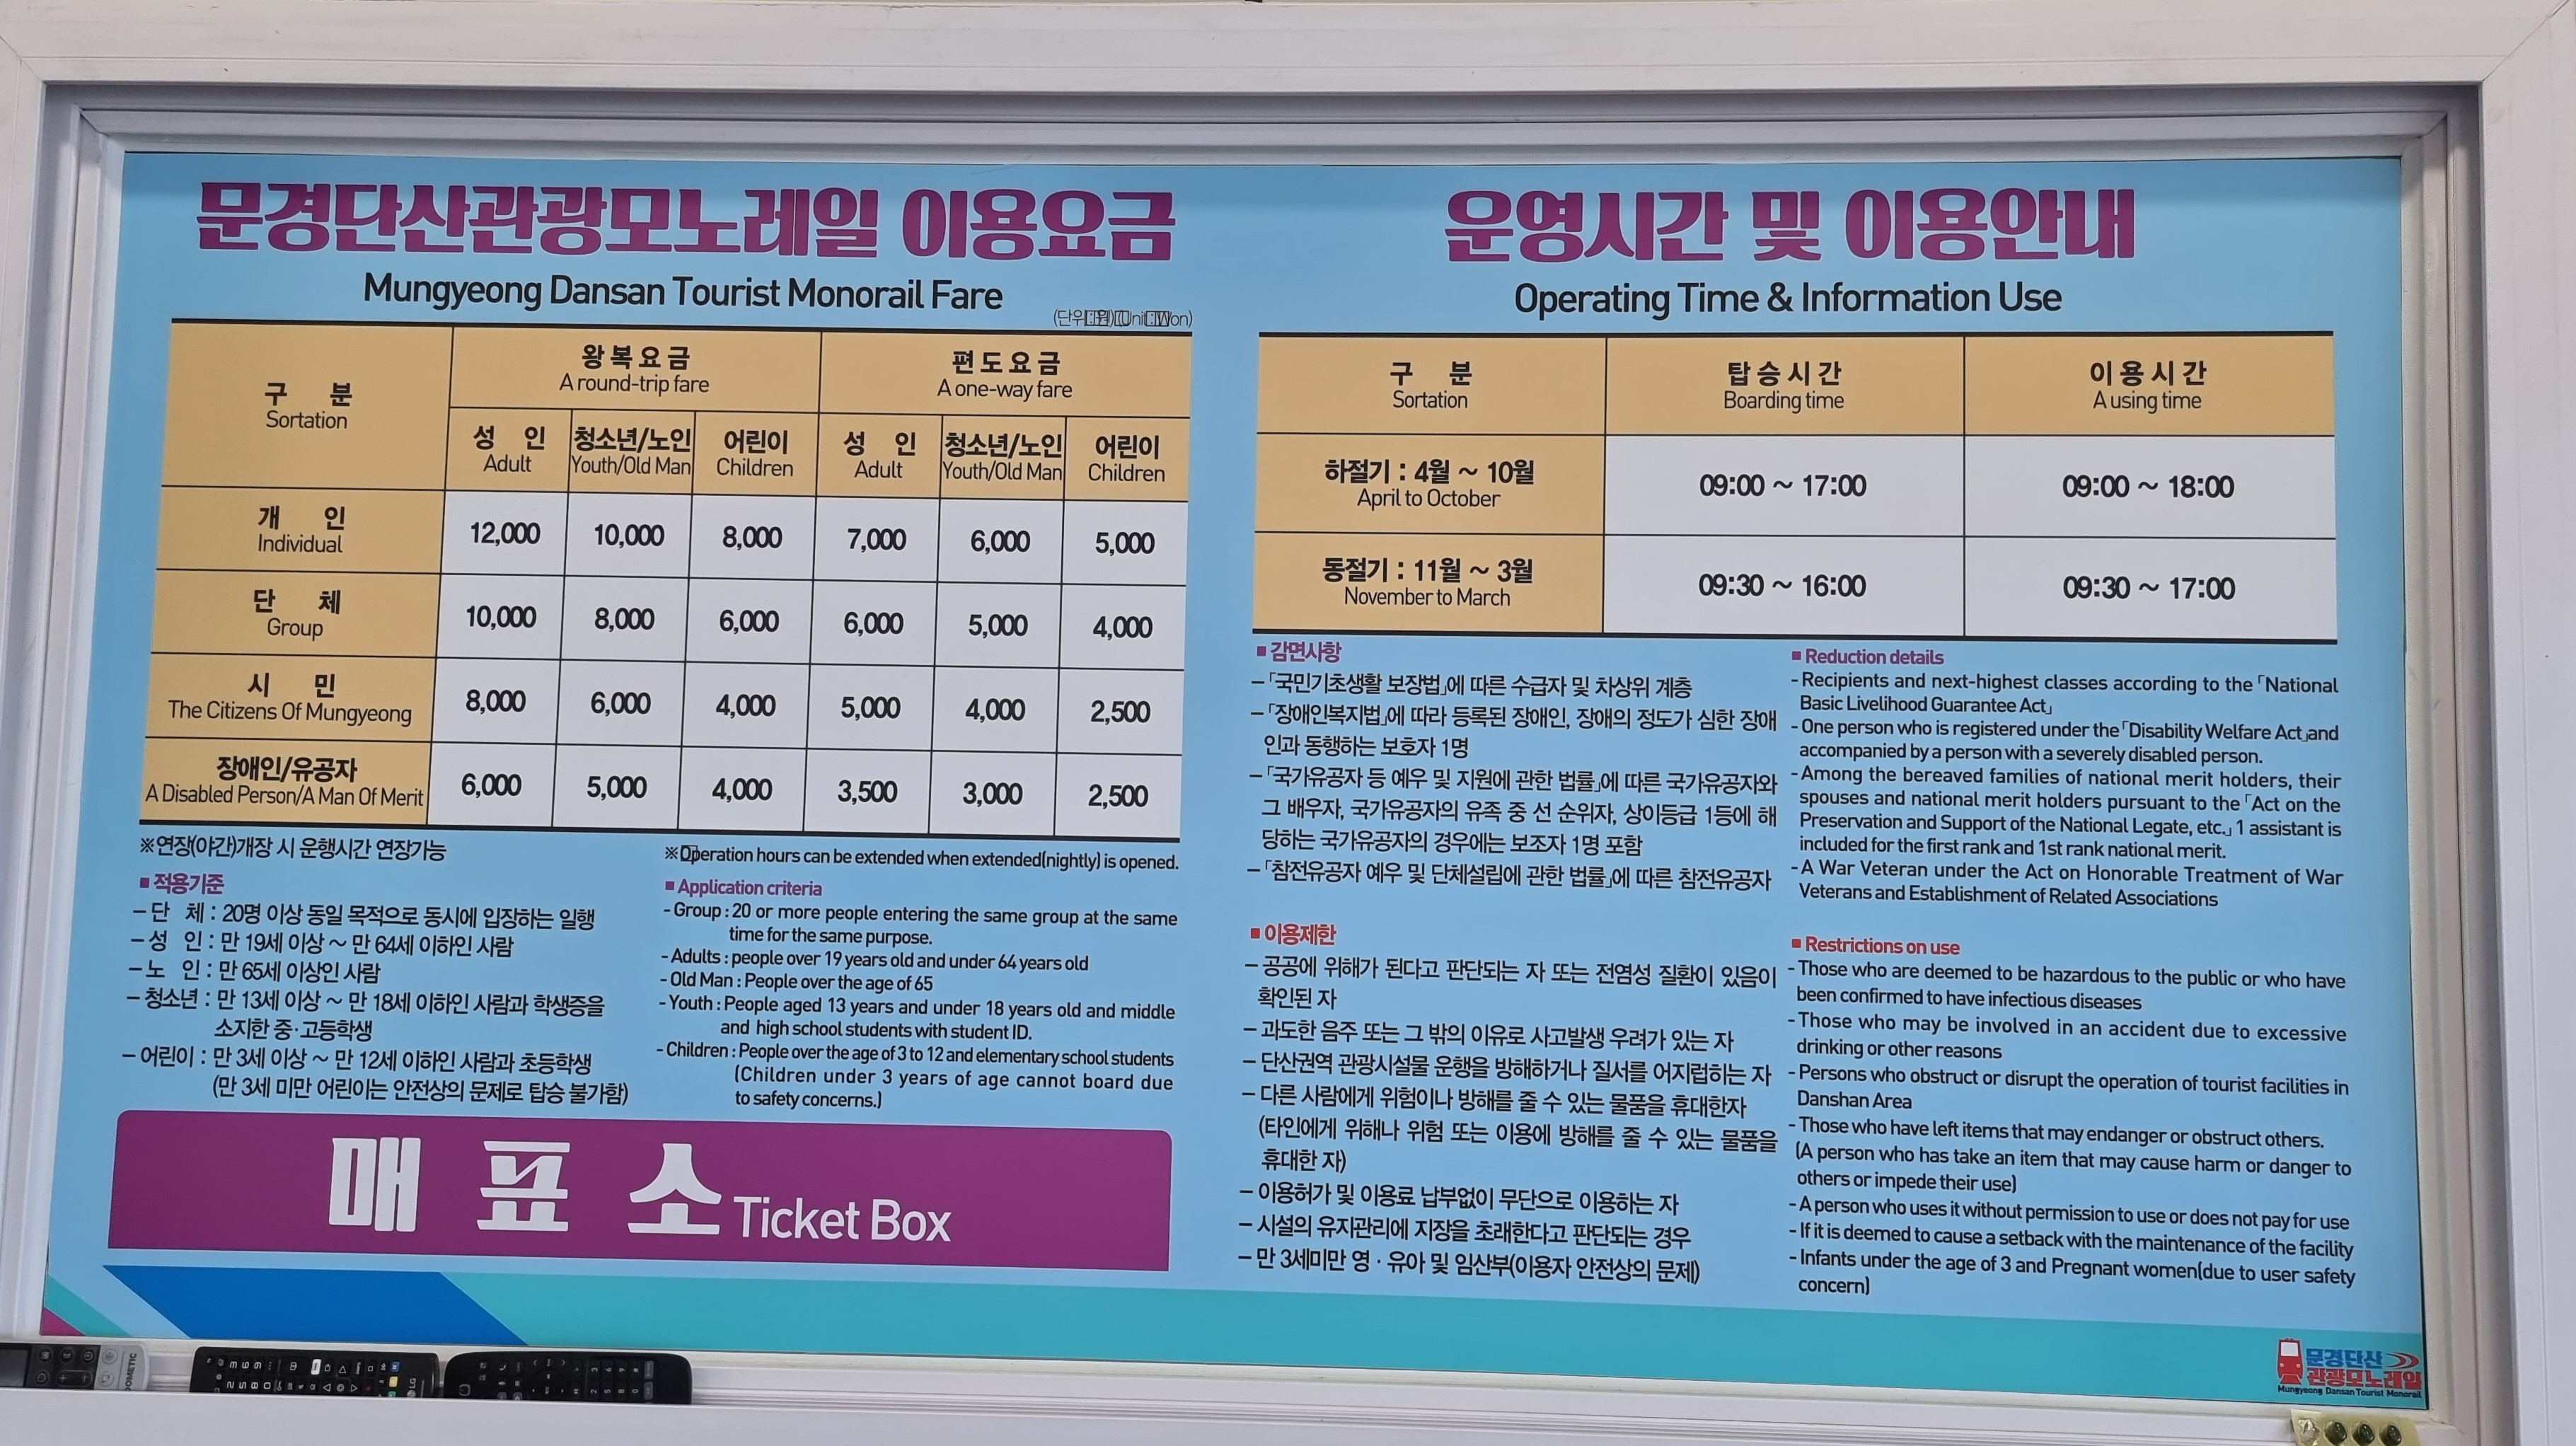 문경단산관광모노레일 이용요금
Mungyeong Dansan Tourist Monorail Fare
구 분
Sortation
왕복요금
A round-trip fare
편도요금
A one-way fare
성 인
Adult
청소년/노인
Youth/Old Man
어린이
Children
성 인
Adult
청소년/노인
Youth/Old Man
어린이
Children
개 인
Individual
12,000 10,000 8,000 7,000 6,000 5,000
단 체
Group
10,000 8,000 6,000 6,000 5,000 4,000
시 민
The Citizens Of Mungyeong
8,000 6,000 4,000 5,000 4,000 2,500
장애인/유공자
A Disabled Person/A Man Of Merit
6,000 5,000 4,000 3,500 3,000 2,500
※연장(야간)개장 시 운행시간 연장가능
※Operation hours can be extended when extended(nightly) is opened.
■ 적용기준
- 단 체 : 20명 이상 동일 목적으로 동시에 입장하는 일행
- 성 인 : 만 19세 이상 ~ 만 64세 이하인 사람
- 노 인 : 만 65세 이상인 사람
- 청소년 : 만 13세 이상 ~ 만 18세 이하인 사람과 학생증을
소지한 중·고등학생
- 어린이 : 만 3세 이상 ~ 만 12세 이하인 사람과 초등학생
(만 3세 미만 어린이는 안전상의 문제로 탑승 불가함)
■ Application criteria
- Group : 20 or more people entering the same group at the same
time for the same purpose.
- Adults : people over 19 years old and under 64 years old
- Old Man : People over the age of 65
- Youth : People aged 13 years and under 18 years old and middle
and high school students with student ID.
- Children : People over the age of 3 to 12 and elementary school students
(Children under 3 years of age cannot board due
to safety concerns.)
매 표 소 Ticket Box
운영시간 및 이용안내
Operating Time & Information Use
구 분
Sortation
탑승시간
Boarding time
이용시간
A using time
하절기 : 4월 ~ 10월
April to October
09:00 ~ 17:00
09:00 ~ 18:00
동절기 : 11월 ~ 3월
November to March
09:30 ~ 16:00
09:30 ~ 17:00
■ 감면사항
- 「국민기초생활 보장법」에 따른 수급자 및 차상위 계층
- 「장애인복지법」에 따라 등록된 장애인, 장애의 정도가 심한 장애
인과 동행하는 보호자 1명
- 「국가유공자 등 예우 및 지원에 관한 법률」에 따른 국가유공자와
그 배우자, 국가유공자의 유족 중 선 순위자, 상이등급 1등에 해
당하는 국가유공자의 경우에는 보조자 1명 포함
- 「참전유공자 예우 및 단체설립에 관한 법률」에 따른 참전유공자
■ Reduction details
- Recipients and next-highest classes according to the 「National
Basic Livelihood Guarantee Act」
- One person who is registered under the 「Disability Welfare Act」and
accompanied by a person with a severely disabled person.
- Among the bereaved families of national merit holders, their
spouses and national merit holders pursuant to the 「Act on the
Preservation and Support of the National Legate, etc.」 1 assistant is
included for the first rank and 1st rank national merit.
- A War Veteran under the Act on Honorable Treatment of War
Veterans and Establishment of Related Associations
■ 이용제한
- 공공에 위해가 된다고 판단되는 자 또는 전염성 질환이 있음이
확인된 자
- 과도한 음주 또는 그 밖의 이유로 사고발생 우려가 있는 자
- 단산권역 관광시설물 운행을 방해하거나 질서를 어지럽히는 자
- 다른 사람에게 위험이나 방해를 줄 수 있는 물품을 휴대한자
(타인에게 위해나 위험 또는 이용에 방해를 줄 수 있는 물품을
휴대한 자)
- 이용허가 및 이용료 납부없이 무단으로 이용하는 자
- 시설의 유지관리에 지장을 초래한다고 판단되는 경우
- 만 3세미만 영·유아 및 임산부(이용자 안전상의 문제)
■ Restrictions on use
- Those who are deemed to be hazardous to the public or who have
been confirmed to have infectious diseases
- Those who may be involved in an accident due to excessive
drinking or other reasons
- Persons who obstruct or disrupt the operation of tourist facilities in
Danshan Area
- Those who have left items that may endanger or obstruct others.
(A person who has take an item that may cause harm or danger to
others or impede their use)
- A person who uses it without permission to use or does not pay for use
- If it is deemed to cause a setback with the maintenance of the facility
- Infants under the age of 3 and Pregnant women(due to user safety
concern)
문경단산
관광모노레일
Mungyeong Dansan Tourist Monorail
DOMETIC
LG